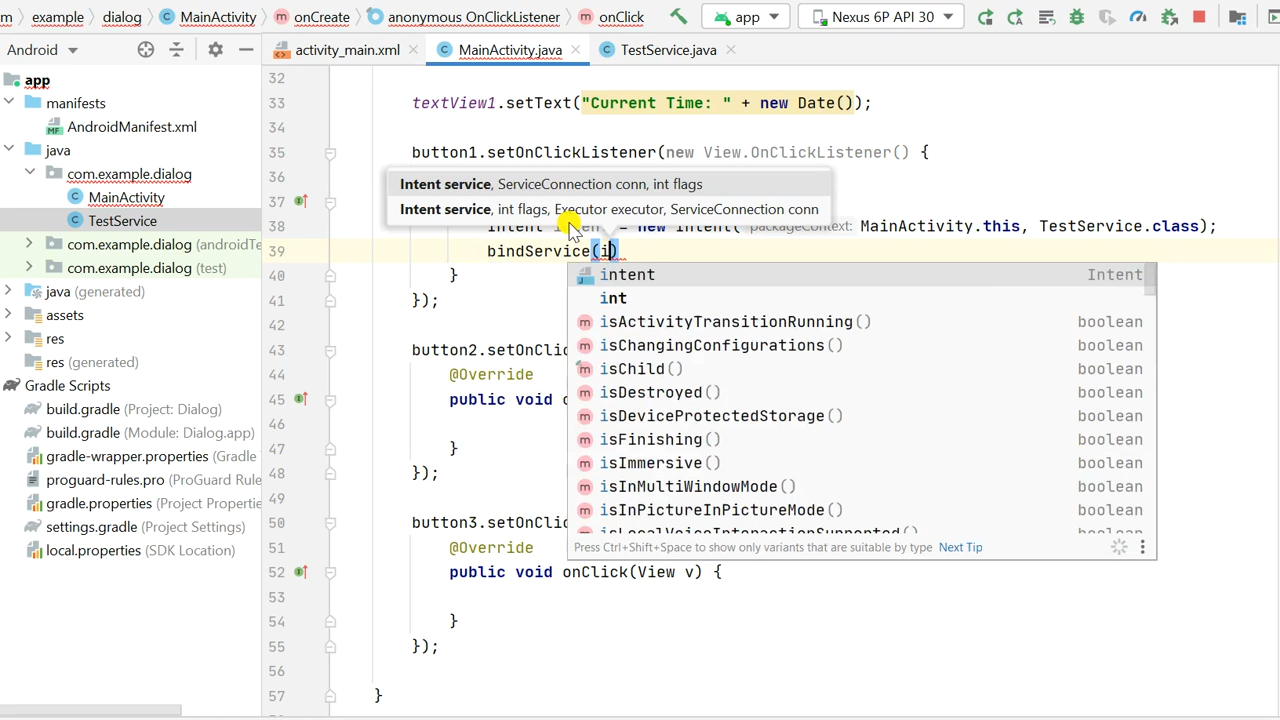 m example dialog MainActivity onCreate anonymous OnClickListener onClick app Nexus 6P API 30
Android activity_main.xml MainActivity.java TestService.java
app
manifests
AndroidManifest.xml
java
com.example.dialog
MainActivity
TestService
com.example.dialog (androidTe
com.example.dialog (test)
java (generated)
assets
res
res (generated)
Gradle Scripts
build.gradle (Project: Dialog)
build.gradle (Module: Dialog.app)
gradle-wrapper.properties (Gradle
proguard-rules.pro (ProGuard Rule
gradle.properties (Project Propertie
settings.gradle (Project Settings)
local.properties (SDK Location)
32
33 textView1.setText("Current Time: " + new Date());
34
35 button1.setOnClickListener(new View.OnClickListener() {
36
Intent service, ServiceConnection conn, int flags
37
Intent service, int flags, Executor executor, ServiceConnection conn
38 = new Intent( packageContext: MainActivity.this, TestService.class);
39 bindService(i)
40 }
41 });
42
43 button2.setOnClic
44 @Override
45 public void o
46
47 }
48 });
49
50 button3.setOnClic
51 @Override
52 public void onClick(View v) {
53
54 }
55 });
56
57 }
intent Intent
int
isActivityTransitionRunning() boolean
isChangingConfigurations() boolean
isChild() boolean
isDestroyed() boolean
isDeviceProtectedStorage() boolean
isFinishing() boolean
isImmersive() boolean
isInMultiWindowMode() boolean
isInPictureInPictureMode() boolean
isLocalVoiceInteractionSupported() boolean
Press Ctrl+Shift+Space to show only variants that are suitable by type Next Tip